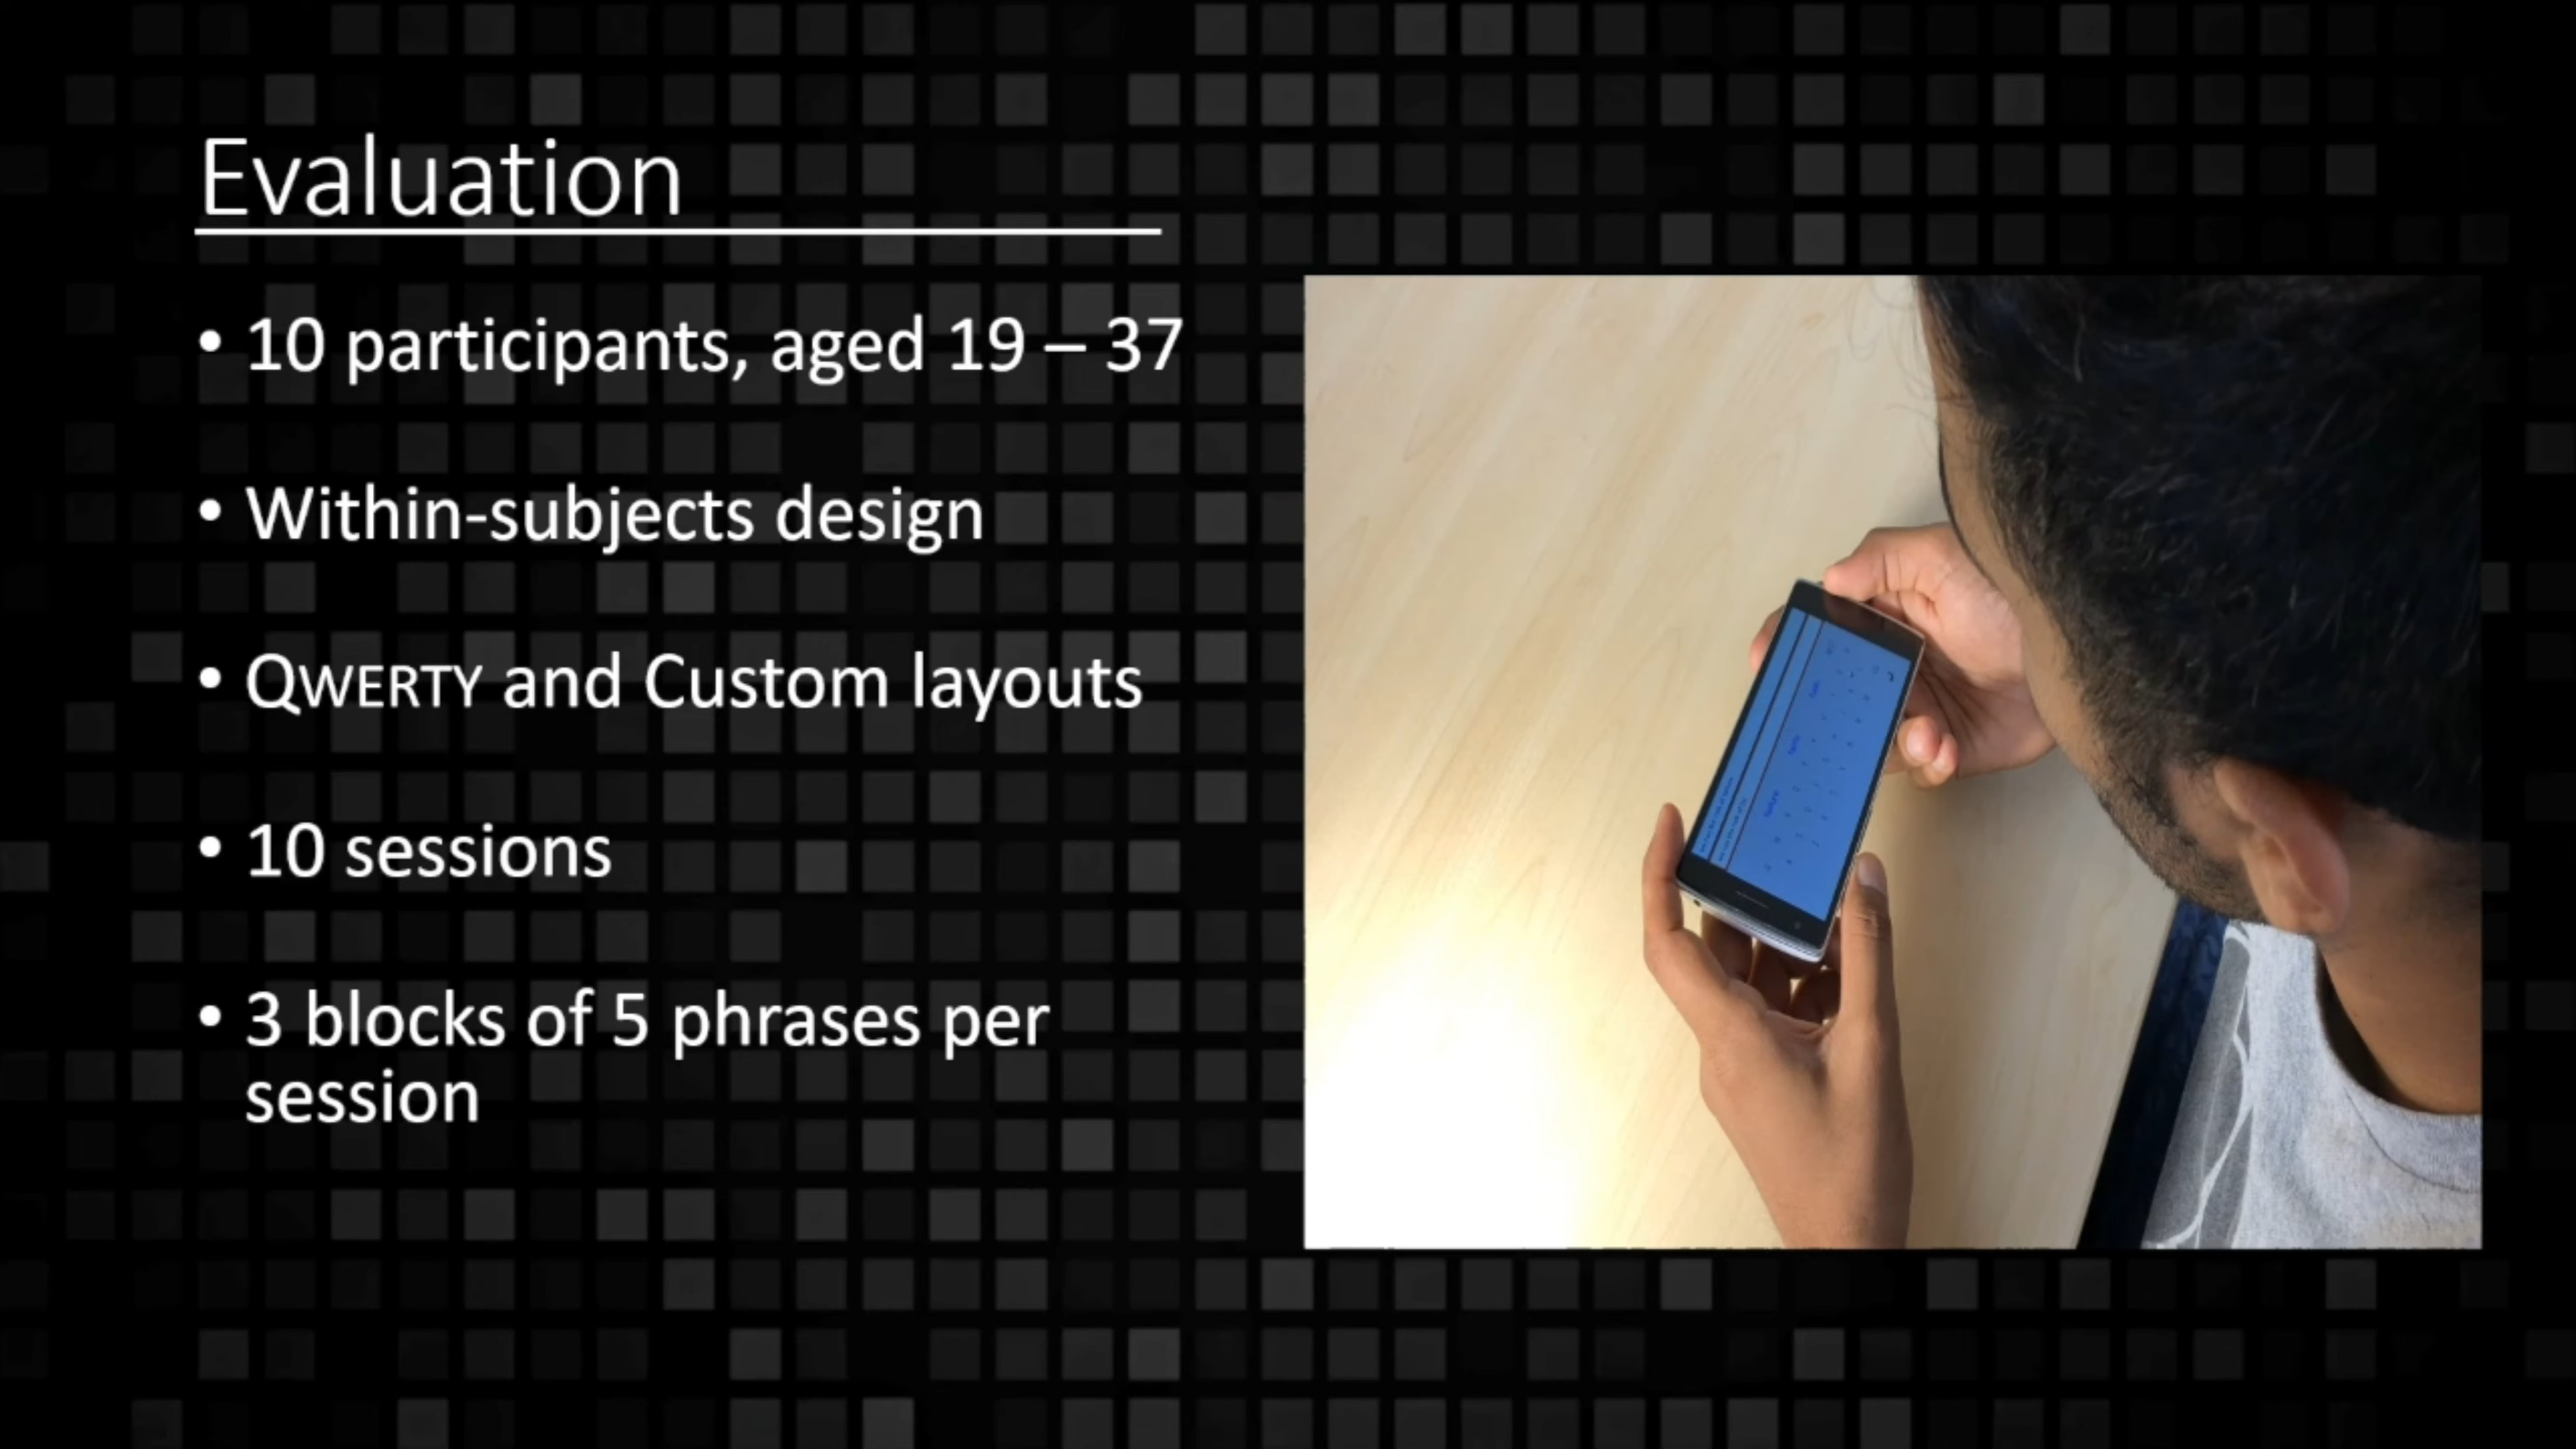 Evaluation
• 10 participants, aged 19 – 37
• Within-subjects design
• QWERTY and Custom layouts
• 10 sessions
• 3 blocks of 5 phrases per
session